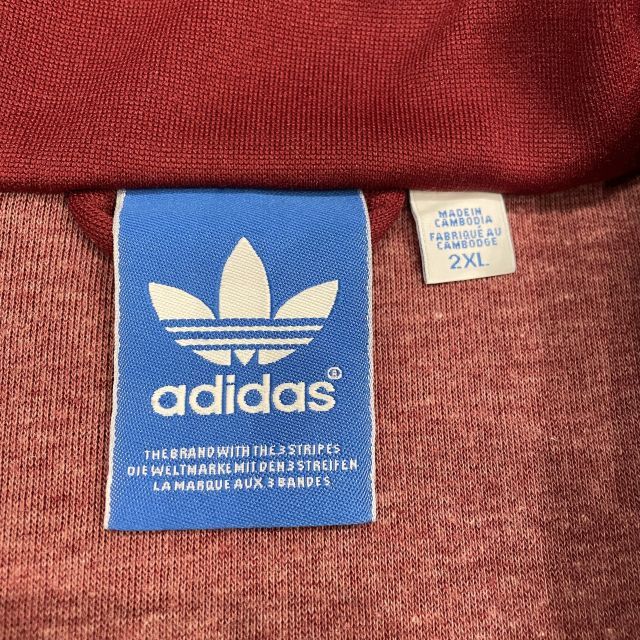 adidas®
THE BRAND WITH THE 3 STRIPES
DIE WELTMARKE MIT DEN 3 STREIFEN
LA MARQUE AUX 3 BANDES
MADE IN
CAMBODIA
FABRIQUÉ AU
CAMBODGE
2XL